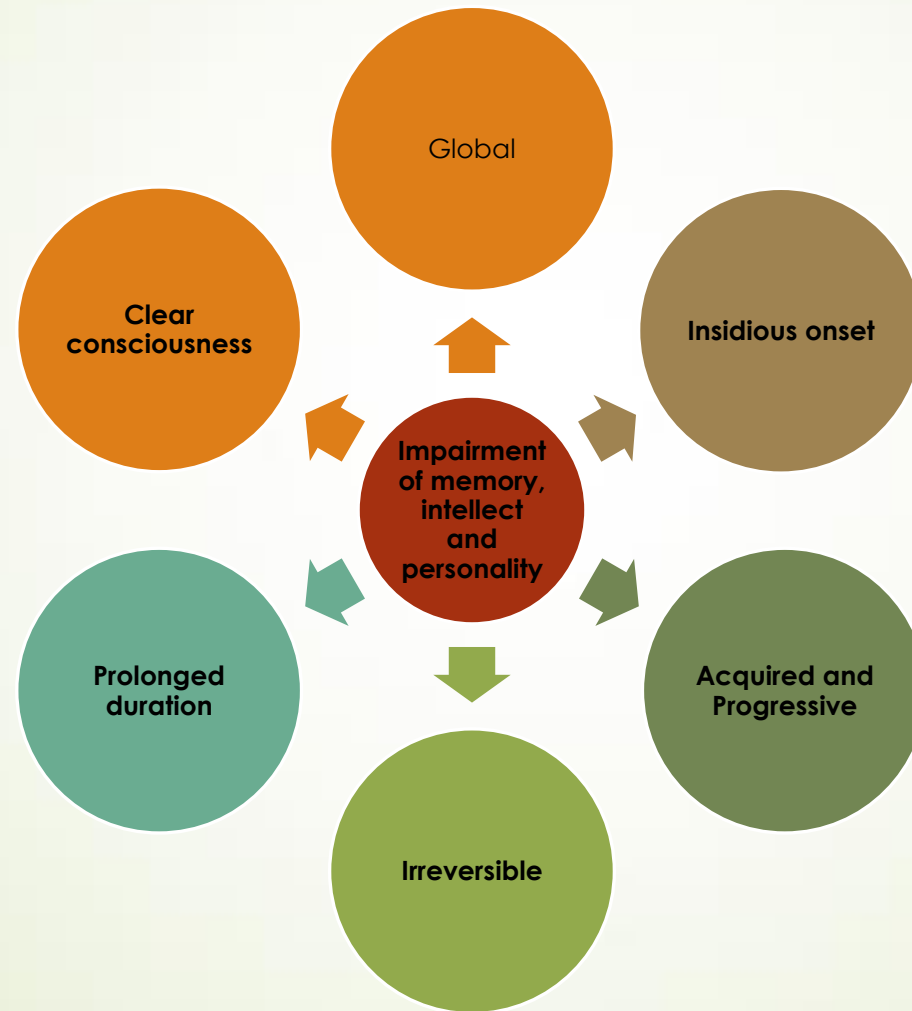 Global
Clear
consciousness
Insidious onset
Impairment
of memory,
intellect
and
personality
Prolonged
duration
Acquired and
Progressive
Irreversible